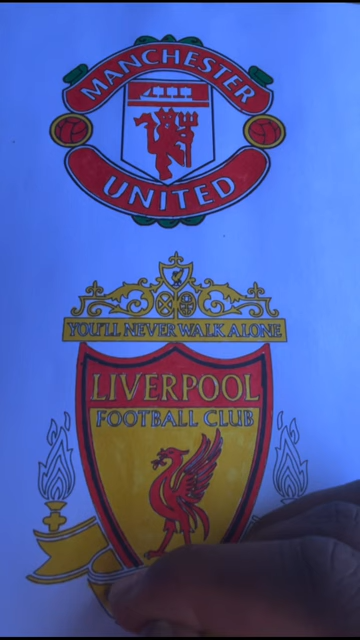 MANCHESTER
UNITED
YOU'LL NEVER WALK ALONE
LIVERPOOL
FOOTBALL CLUB